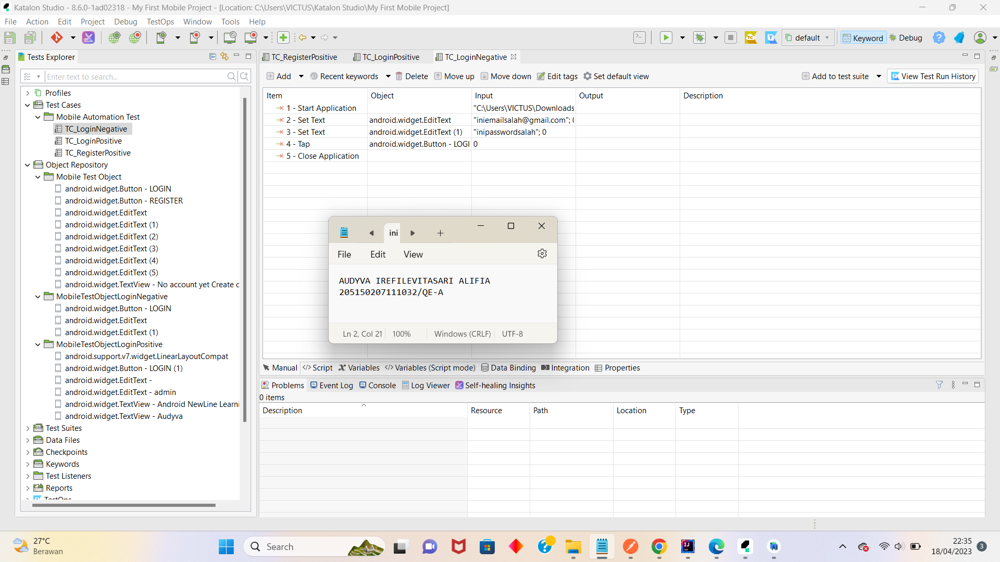 Katalon Studio - 8.6.0-1ad02318 - My First Mobile Project - [Location: C:\Users\VICTUS\Katalon Studio\My First Mobile Project]
File Action Edit Project Debug TestOps Window Tools Help
default Keyword Debug
Tests Explorer
Enter text to search...
Profiles
Test Cases
Mobile Automation Test
TC_LoginNegative
TC_LoginPositive
TC_RegisterPositive
Object Repository
Mobile Test Object
android.widget.Button - LOGIN
android.widget.Button - REGISTER
android.widget.EditText
android.widget.EditText (1)
android.widget.EditText (2)
android.widget.EditText (3)
android.widget.EditText (4)
android.widget.EditText (5)
android.widget.TextView - No account yet Create o
MobileTestObjectLoginNegative
android.widget.Button - LOGIN
android.widget.EditText
android.widget.EditText (1)
MobileTestObjectLoginPositive
android.support.v7.widget.LinearLayoutCompat
android.widget.Button - LOGIN (1)
android.widget.EditText -
android.widget.EditText - admin
android.widget.TextView - Android NewLine Learni
android.widget.TextView - Audyva
Test Suites
Data Files
Checkpoints
Keywords
Test Listeners
Reports
TestOps
TC_RegisterPositive TC_LoginPositive TC_LoginNegative
Add Recent keywords Delete Move up Move down Edit tags Set default view Add to test suite View Test Run History
Item Object Input Output Description
1 - Start Application "C:\Users\VICTUS\Downloads
2 - Set Text android.widget.EditText "iniemailsalah@gmail.com"; (
3 - Set Text android.widget.EditText (1) "inipasswordsalah"; 0
4 - Tap android.widget.Button - LOGI 0
5 - Close Application
ini
File Edit View
AUDYVA IREFILEVITASARI ALIFIA
205150207111032/QE-A
Ln 2, Col 21 100% Windows (CRLF) UTF-8
Manual Script Variables Variables (Script mode) Data Binding Integration Properties
Problems Event Log Console Log Viewer Self-healing Insights
0 items
Description Resource Path Location Type
27°C
Berawan
Search
22:35
18/04/2023
3